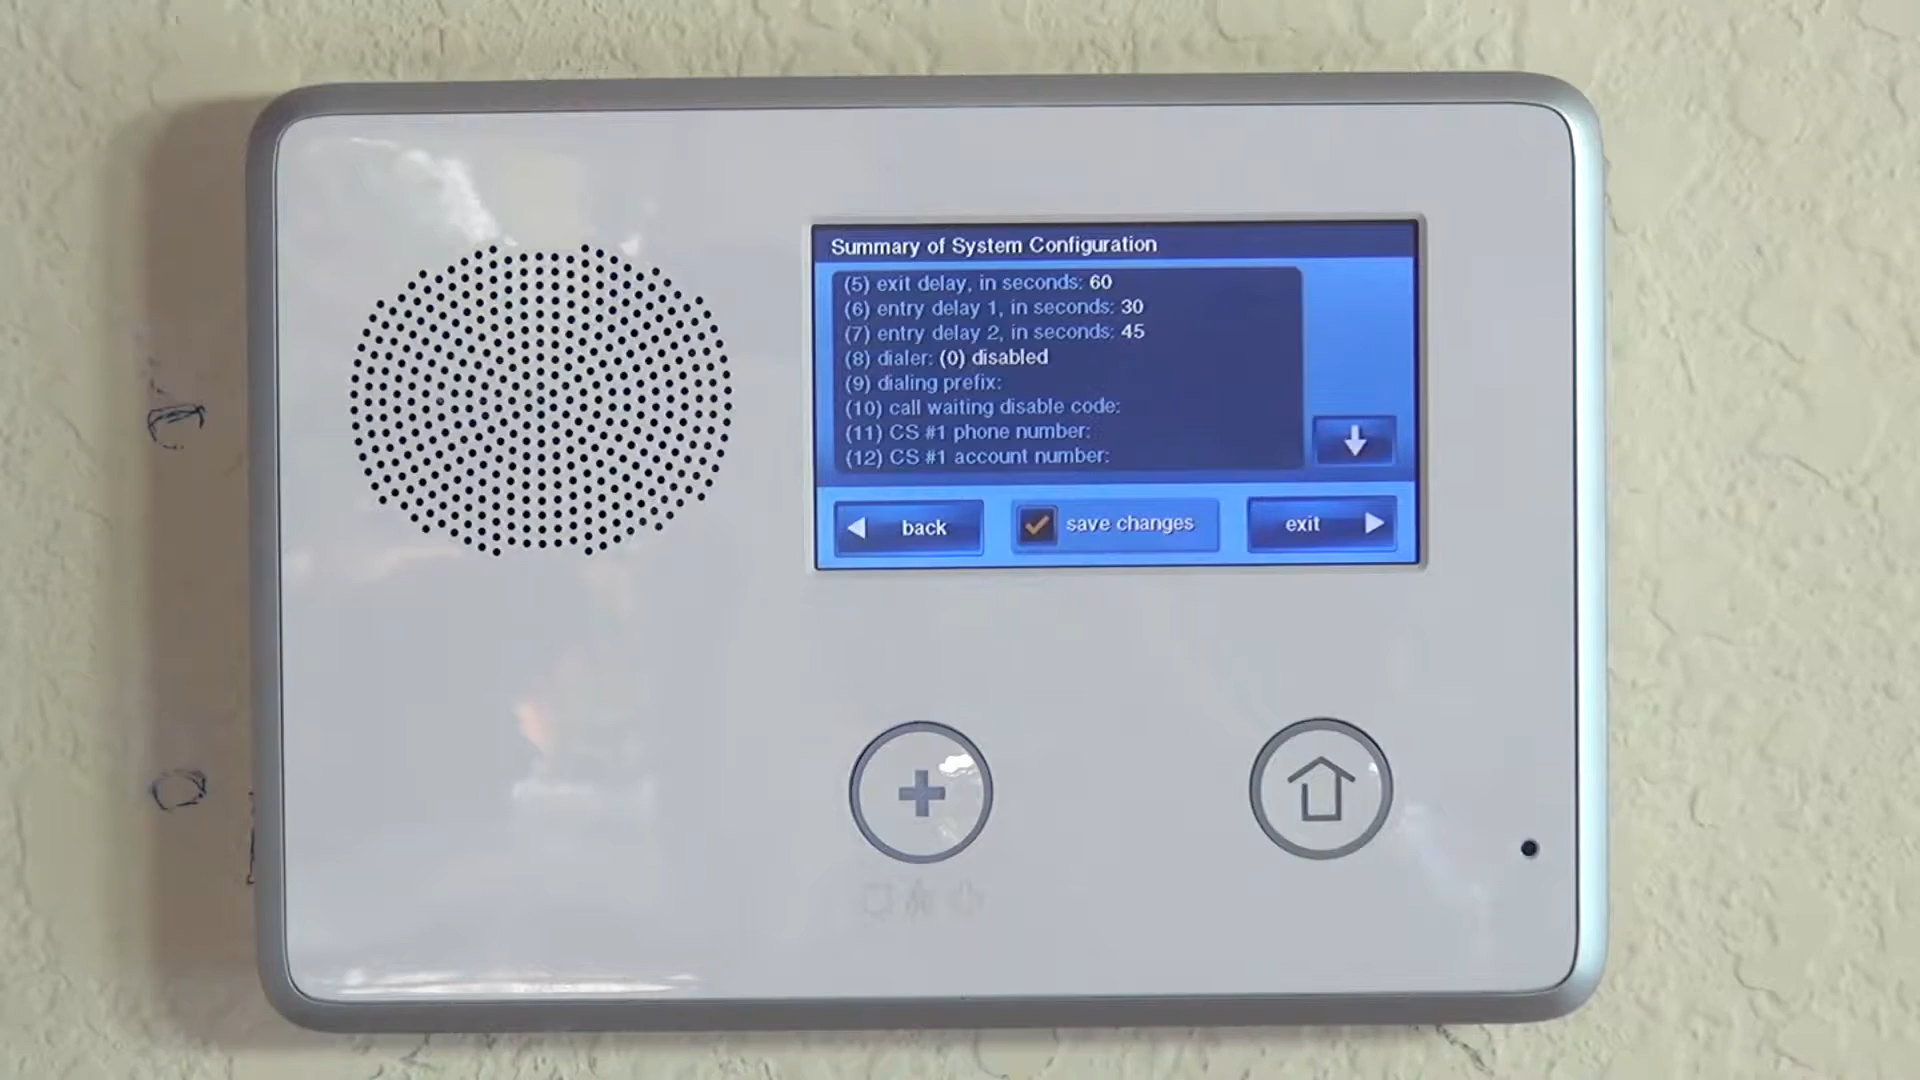 Summary of System Configuration
(5) exit delay, in seconds: 60
(6) entry delay 1, in seconds: 30
(7) entry delay 2, in seconds: 45
(8) dialer: (0) disabled
(9) dialing prefix:
(10) call waiting disable code:
(11) CS #1 phone number:
(12) CS #1 account number:
back
save changes
exit